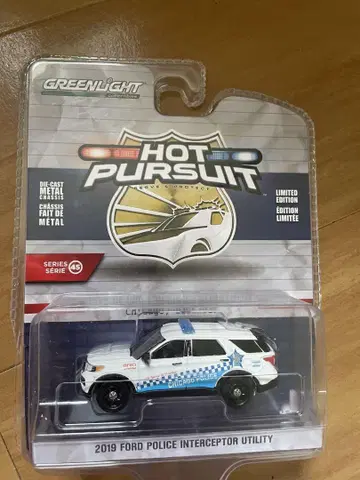 GREENLIGHT
HOT
PURSUIT
SERVE & PROTECT
DIE-CAST
METAL
CHASSIS
CHÂSSIS
FAIT DE
MÉTAL
LIMITED
EDITION
ÉDITION
LIMITÉE
SERIES
SÉRIE
45
CHICAGO POLICE
2019 FORD POLICE INTERCEPTOR UTILITY